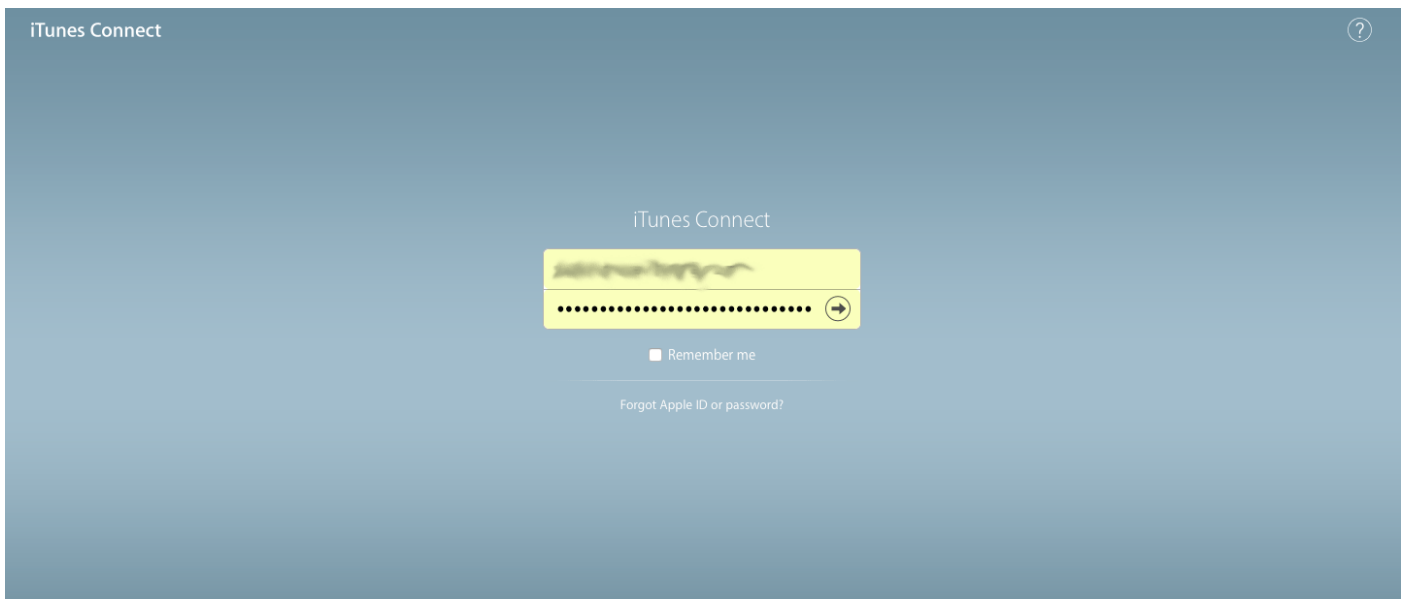 iTunes Connect
?
iTunes Connect
••••••••••••••••••••••••••••••
Remember me
Forgot Apple ID or password?